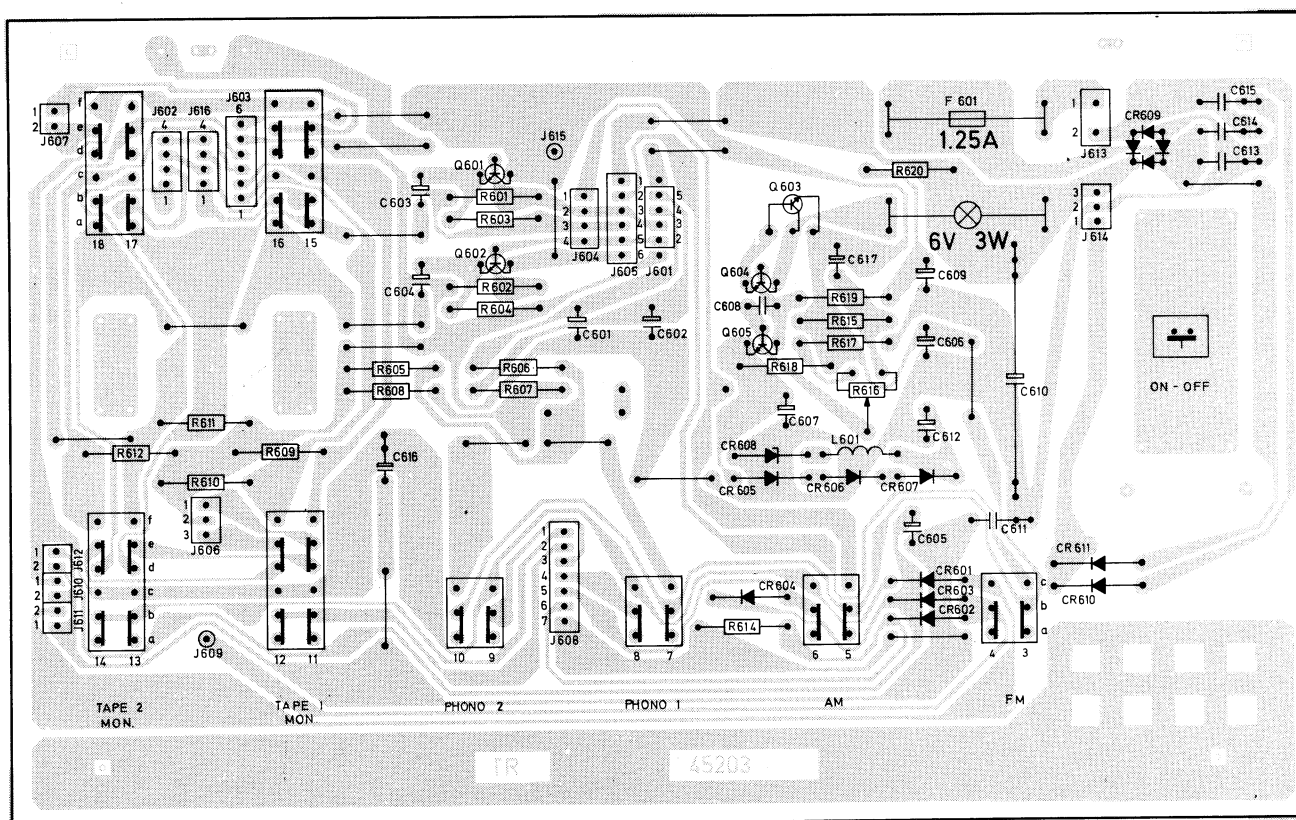 F 601
1.25A
C615
C614
C613
CR609
J602 J616 J603
f
1
2
J607
4 4 6
e
d
c
b
a
1 1 1
18 17
16 15
J615
Q601
C603
R601
R603
Q602
C604
R602
R604
1
2
3
4
J604
1
2
3
4
5
6
J605
5
4
3
2
J601
R620
Q603
1
2
J613
3
2
1
J614
6V 3W
C617
C609
Q604
C608
R619
R615
R617
Q605
C606
R618
C601
C602
R605
R606
R608
R607
R616
C610
ON - OFF
C607
R611
R612
R609
R610
C616
CR608
L601
C612
CR605
CR606
CR607
1
2
3
J606
C611
C605
f
e
d
c
b
a
1
2
J612
1
2
J610
2
1
J611
14 13
J609
12 11
10 9
1
2
3
4
5
6
7
J608
8 7
CR604
R614
6 5
CR601
CR603
CR602
c
b
a
4 3
CR611
CR610
TAPE 2
MON.
TAPE 1
MON
PHONO 2
PHONO 1
AM
FM
TR 45203